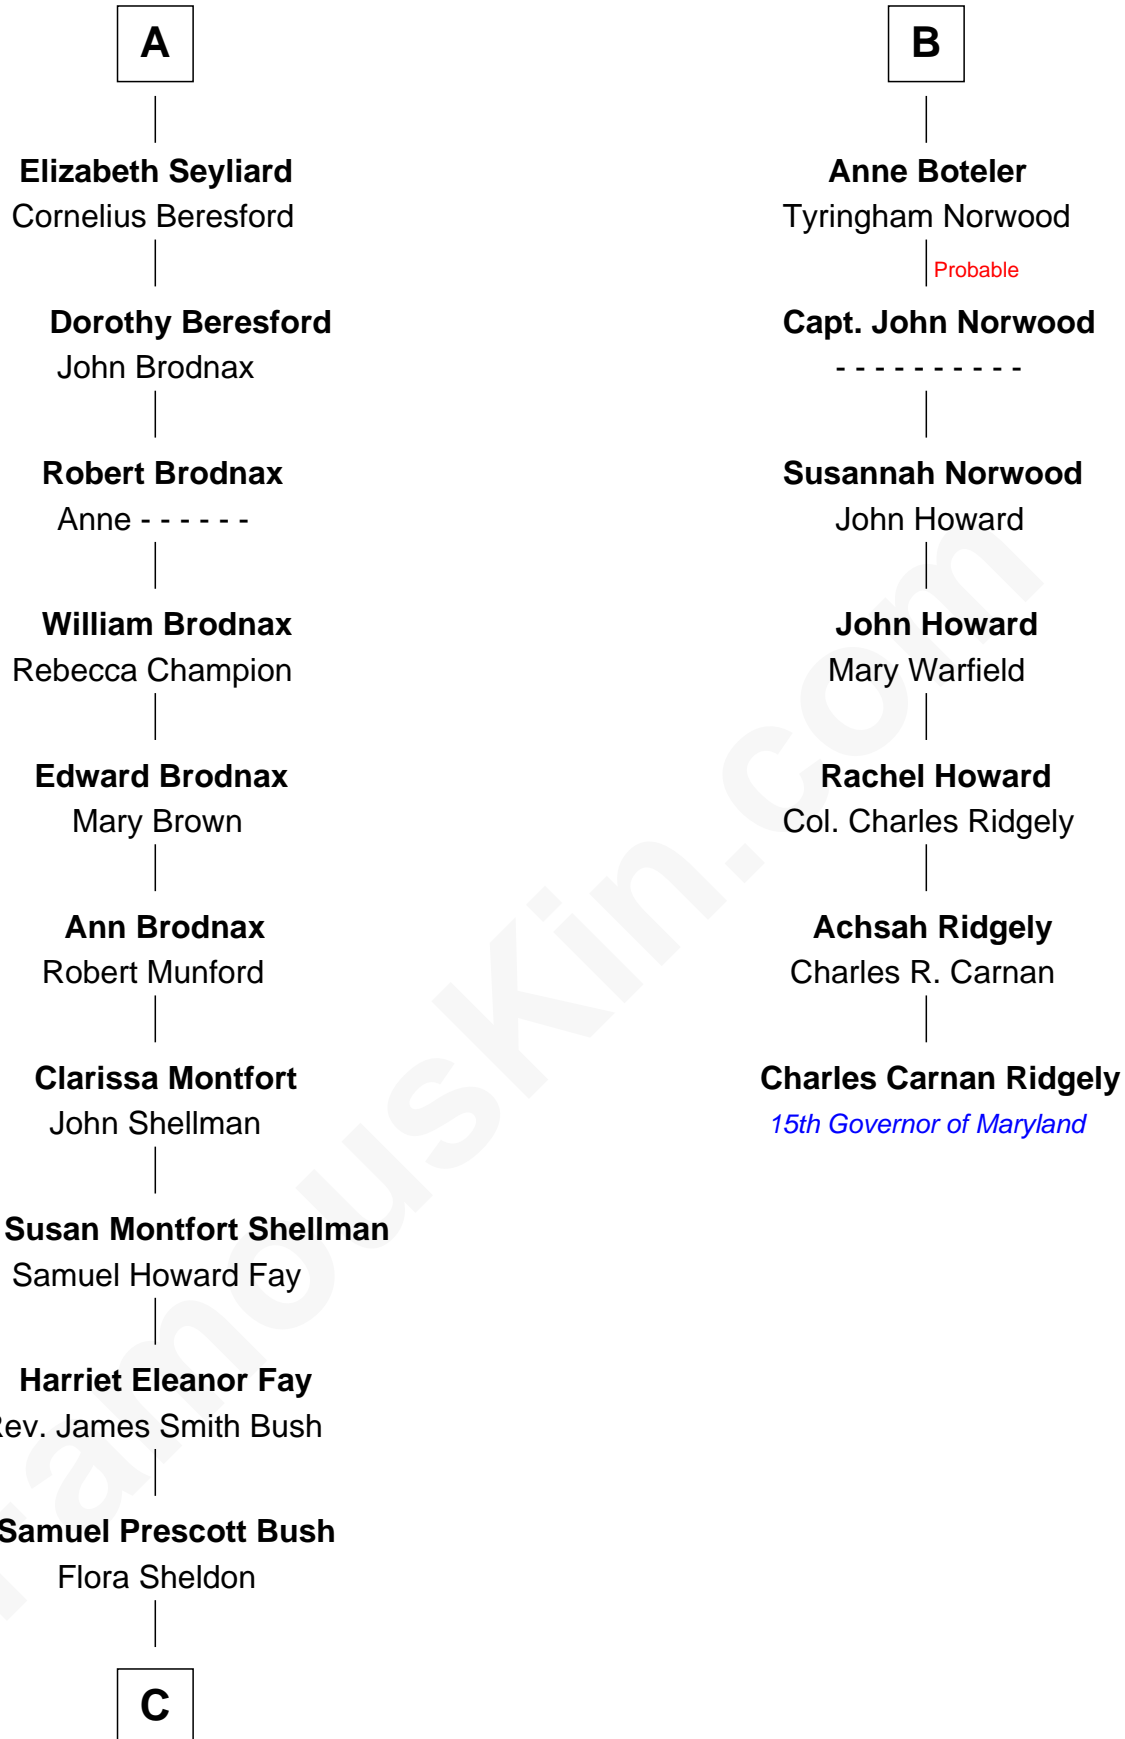 A
Elizabeth Seyliard
Cornelius Beresford
Dorothy Beresford
John Brodnax
Robert Brodnax
Anne - - - - - -
William Brodnax
Rebecca Champion
Edward Brodnax
Mary Brown
Ann Brodnax
Robert Munford
Clarissa Montfort
John Shellman
Susan Montfort Shellman
Samuel Howard Fay
Harriet Eleanor Fay
Rev. James Smith Bush
Samuel Prescott Bush
Flora Sheldon
C
B
Anne Boteler
Tyringham Norwood
Probable
Capt. John Norwood
- - - - - - - - - -
Susannah Norwood
John Howard
John Howard
Mary Warfield
Rachel Howard
Col. Charles Ridgely
Achsah Ridgely
Charles R. Carnan
Charles Carnan Ridgely
15th Governor of Maryland
FamousKin.com